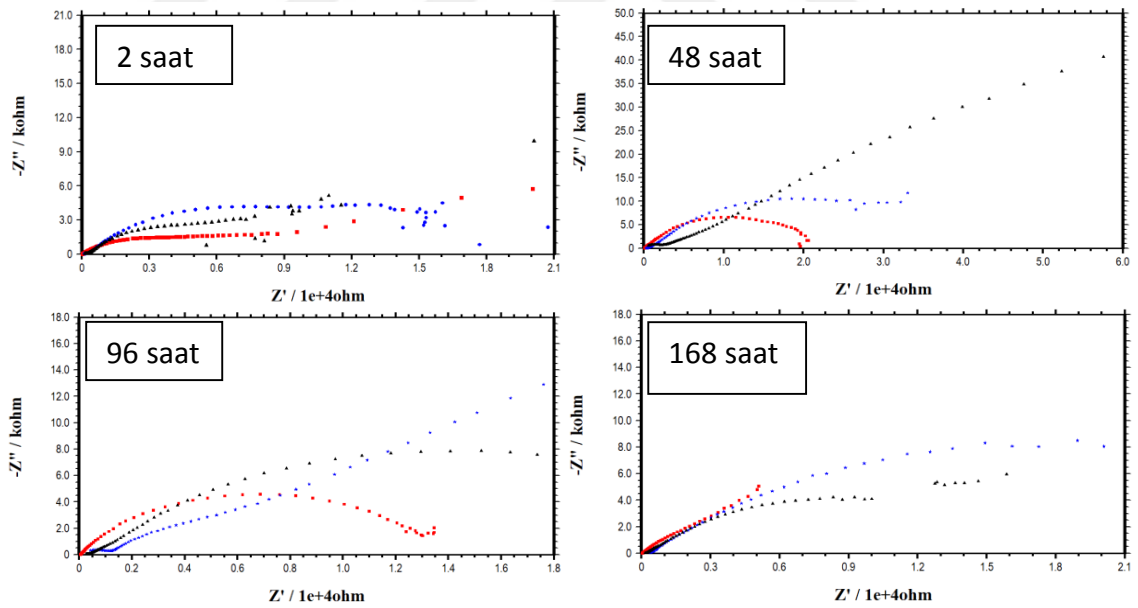 2 saat
21.0
18.0
15.0
12.0
9.0
6.0
3.0
0
-Z" / kohm
0 0.3 0.6 0.9 1.2 1.5 1.8 2.1
Z' / 1e+4ohm
48 saat
50.0
45.0
40.0
35.0
30.0
25.0
20.0
15.0
10.0
5.0
0
-Z" / kohm
0 1.0 2.0 3.0 4.0 5.0 6.0
Z' / 1e+4ohm
96 saat
18.0
16.0
14.0
12.0
10.0
8.0
6.0
4.0
2.0
0
-Z" / kohm
0 0.2 0.4 0.6 0.8 1.0 1.2 1.4 1.6 1.8
Z' / 1e+4ohm
168 saat
18.0
16.0
14.0
12.0
10.0
8.0
6.0
4.0
2.0
0
-Z" / kohm
0 0.3 0.6 0.9 1.2 1.5 1.8 2.1
Z' / 1e+4ohm